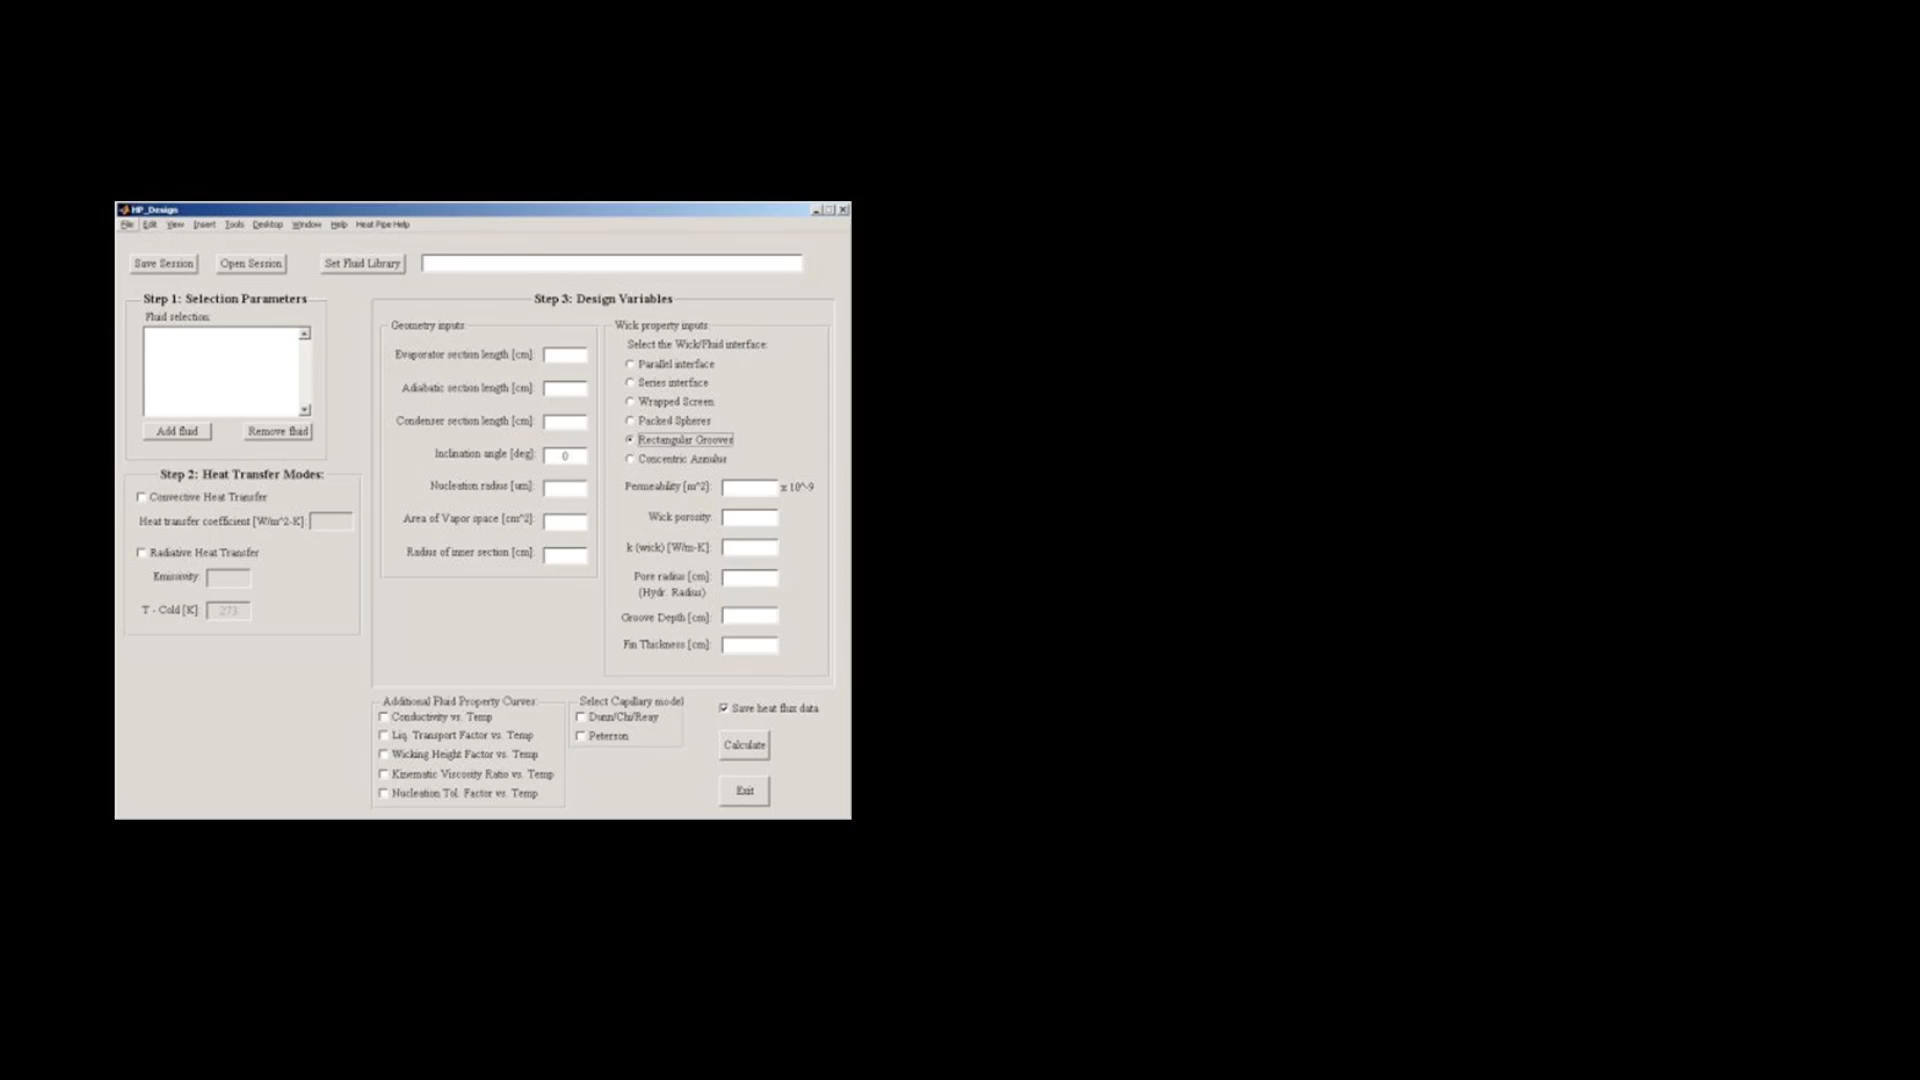 HP_Design
File Edit View Insert Tools Desktop Window Help Heat Pipe Help
Save Session Open Session Set Fluid Library
Step 1: Selection Parameters
Fluid selection:
Add fluid Remove fluid
Step 2: Heat Transfer Modes:
Convective Heat Transfer
Heat transfer coefficient [W/m^2-K]:
Radiative Heat Transfer
Emissivity:
T - Cold [K]: 273
Step 3: Design Variables
Geometry inputs:
Evaporator section length [cm]:
Adiabatic section length [cm]:
Condenser section length [cm]:
Inclination angle [deg]: 0
Nucleation radius [um]:
Area of Vapor space [cm^2]:
Radius of inner section [cm]:
Wick property inputs:
Select the Wick/Fluid interface:
Parallel interface
Series interface
Wrapped Screen
Packed Spheres
Rectangular Grooves
Concentric Annulus
Permeability [m^2]: x 10^-9
Wick porosity:
k (wick) [W/m-K]:
Pore radius [cm]:
(Hydr. Radius)
Groove Depth [cm]:
Fin Thickness [cm]:
Additional Fluid Property Curves:
Conductivity vs. Temp
Liq. Transport Factor vs. Temp
Wicking Height Factor vs. Temp
Kinematic Viscosity Ratio vs. Temp
Nucleation Tol. Factor vs. Temp
Select Capillary model
Dunn/Chi/Reay
Peterson
Save heat flux data
Calculate
Exit